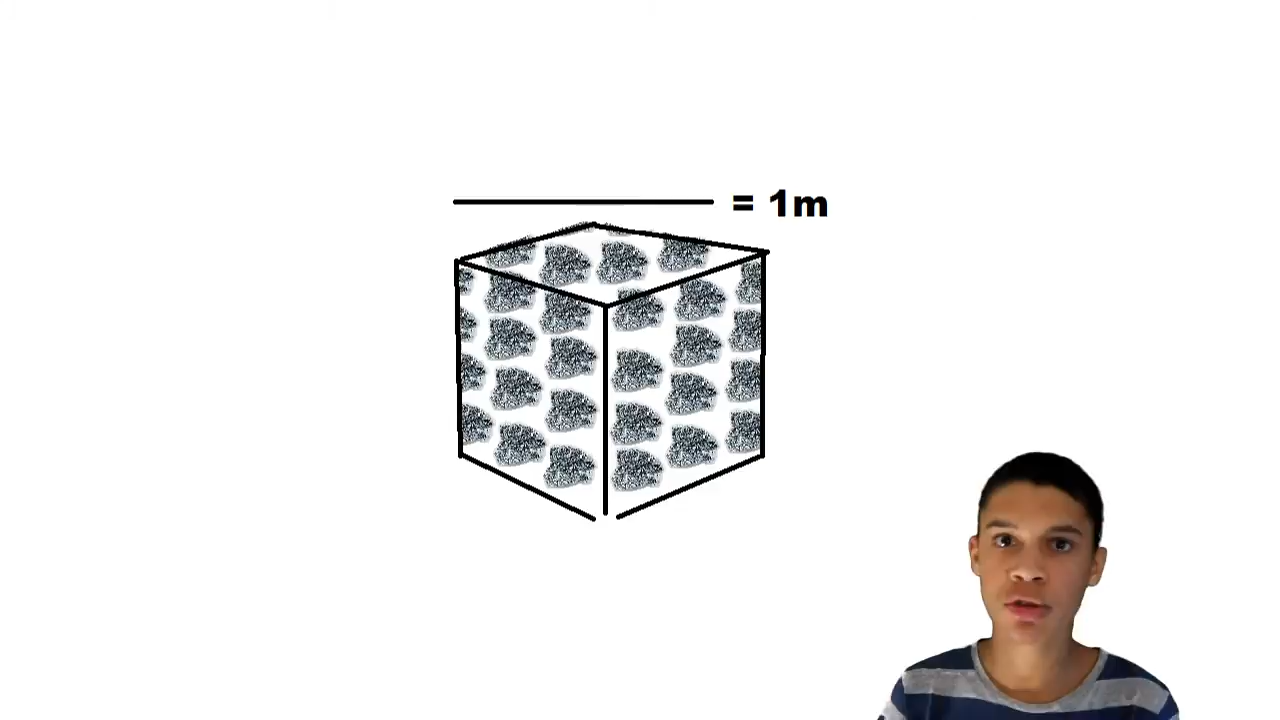 = 1m